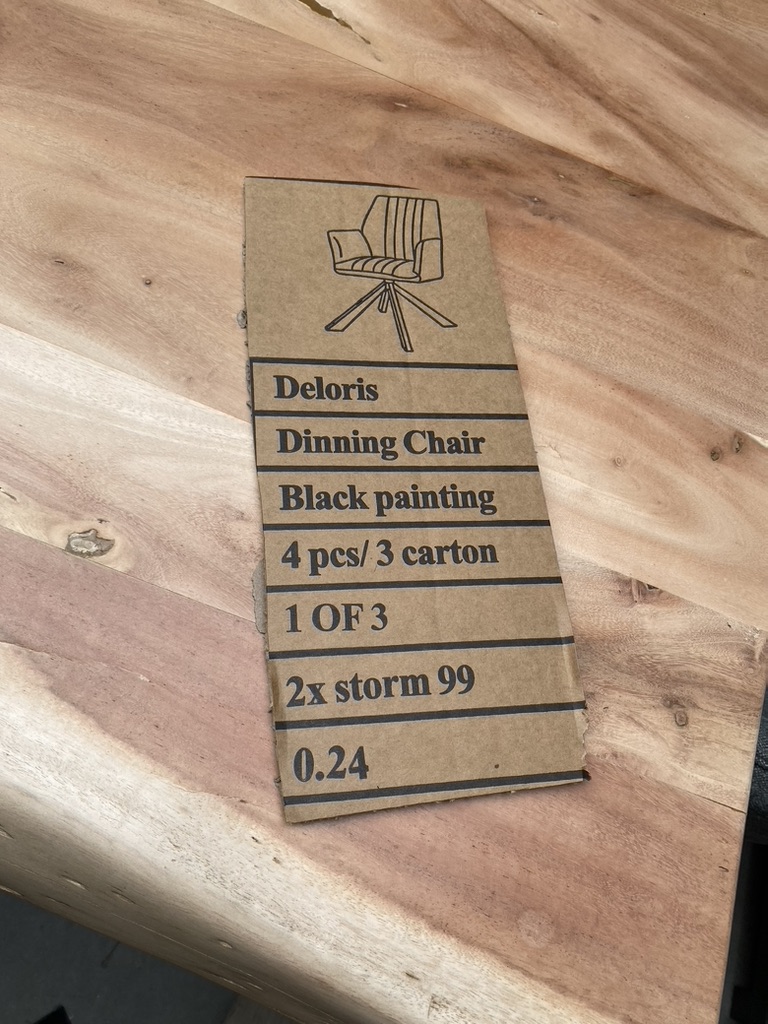 Deloris
Dinning Chair
Black painting
4 pcs/ 3 carton
1 OF 3
2x storm 99
0.24